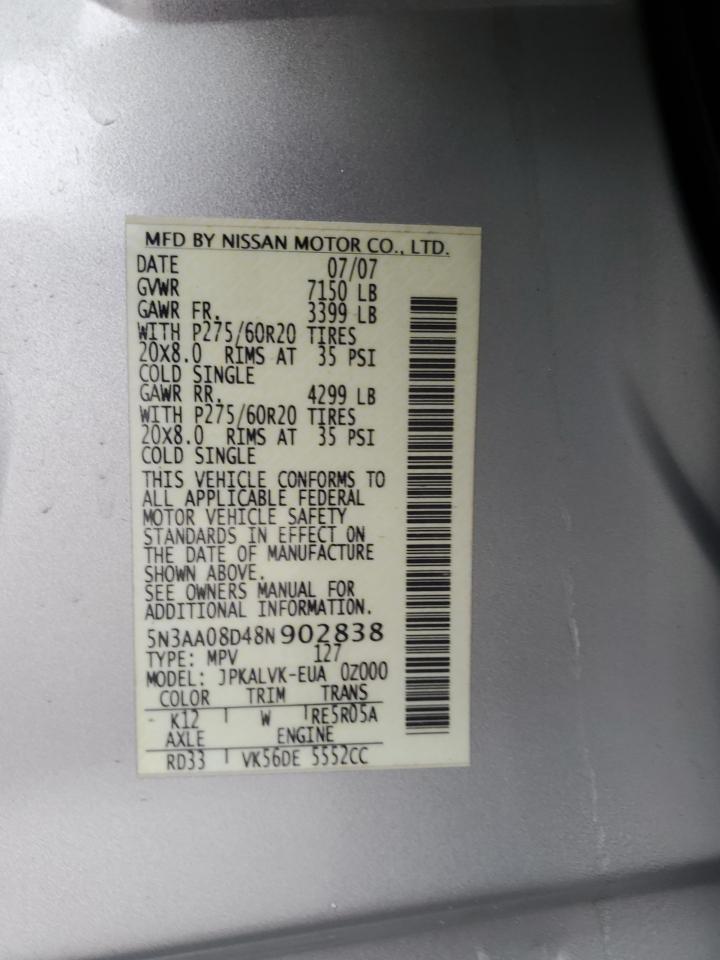 MFD BY NISSAN MOTOR CO., LTD.
DATE 07/07
GVWR 7150 LB
GAWR FR. 3399 LB
WITH P275/60R20 TIRES
20X8.0 RIMS AT 35 PSI
COLD SINGLE
GAWR RR. 4299 LB
WITH P275/60R20 TIRES
20X8.0 RIMS AT 35 PSI
COLD SINGLE
THIS VEHICLE CONFORMS TO
ALL APPLICABLE FEDERAL
MOTOR VEHICLE SAFETY
STANDARDS IN EFFECT ON
THE DATE OF MANUFACTURE
SHOWN ABOVE.
SEE OWNERS MANUAL FOR
ADDITIONAL INFORMATION.
5N3AA08D48N902838
TYPE: MPV 127
MODEL: JPKALVK-EUA 0Z000
COLOR TRIM TRANS
K12 W RE5R05A
AXLE ENGINE
RD33 VK56DE 5552CC